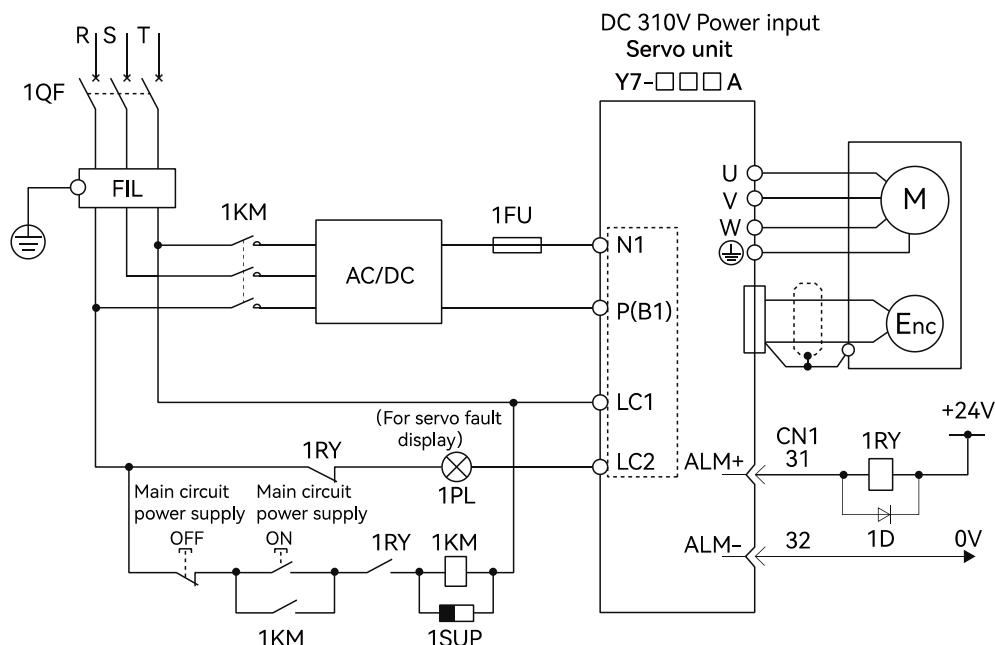 DC 310V Power input
Servo unit
Y7-□□□A
R S T
1QF
FIL
1KM
AC/DC
1FU
N1
P(B1)
LC1
LC2
U
V
W
M
Enc
(For servo fault
display)
1RY
1PL
Main circuit
power supply
OFF
Main circuit
power supply
ON
1RY
1KM
1KM
1SUP
ALM+
CN1
31
1RY
+24V
1D
ALM-
32
0V